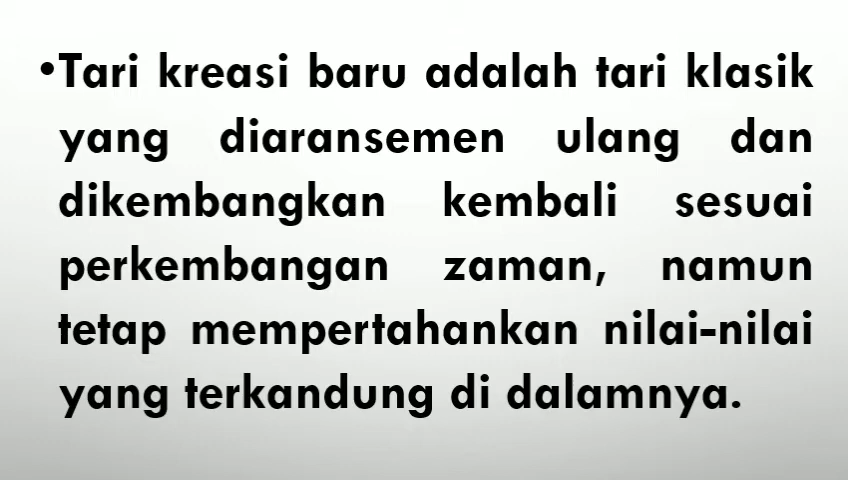 •Tari kreasi baru adalah tari klasik
yang diaransemen ulang dan
dikembangkan kembali sesuai
perkembangan zaman, namun
tetap mempertahankan nilai-nilai
yang terkandung di dalamnya.